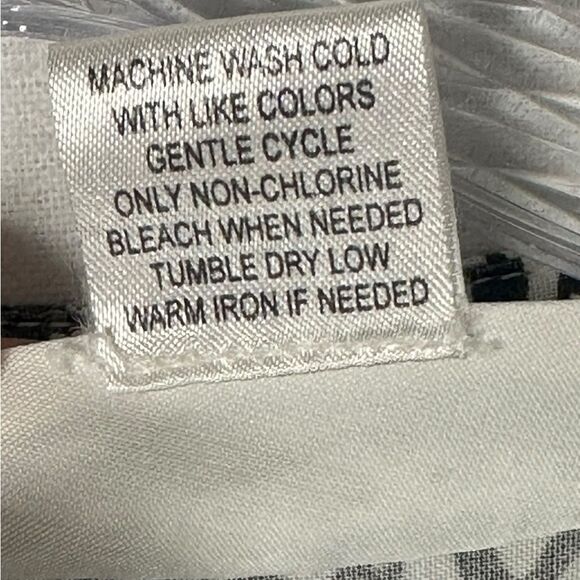 MACHINE WASH COLD
WITH LIKE COLORS
GENTLE CYCLE
ONLY NON-CHLORINE
BLEACH WHEN NEEDED
TUMBLE DRY LOW
WARM IRON IF NEEDED